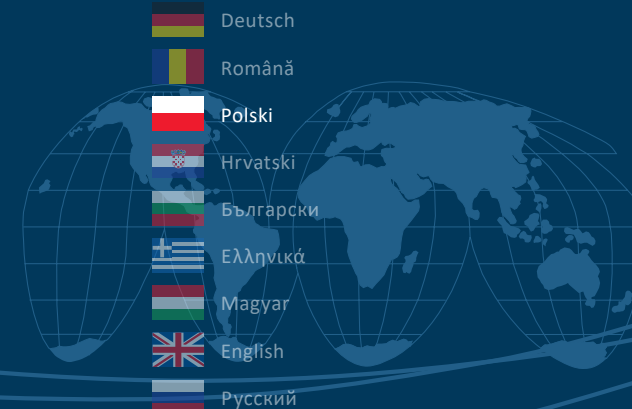 Deutsch
Română
Polski
Hrvatski
Български
Ελληνικά
Magyar
English
Русский